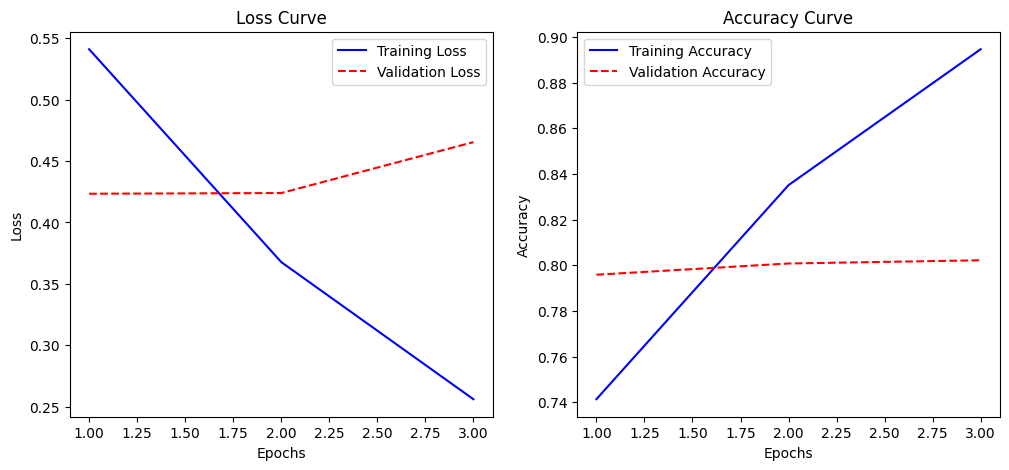 Loss Curve
Training Loss
Validation Loss
0.55
0.50
0.45
0.40
0.35
0.30
0.25
Loss
1.00 1.25 1.50 1.75 2.00 2.25 2.50 2.75 3.00
Epochs
Accuracy Curve
Training Accuracy
Validation Accuracy
0.90
0.88
0.86
0.84
0.82
0.80
0.78
0.76
0.74
Accuracy
1.00 1.25 1.50 1.75 2.00 2.25 2.50 2.75 3.00
Epochs